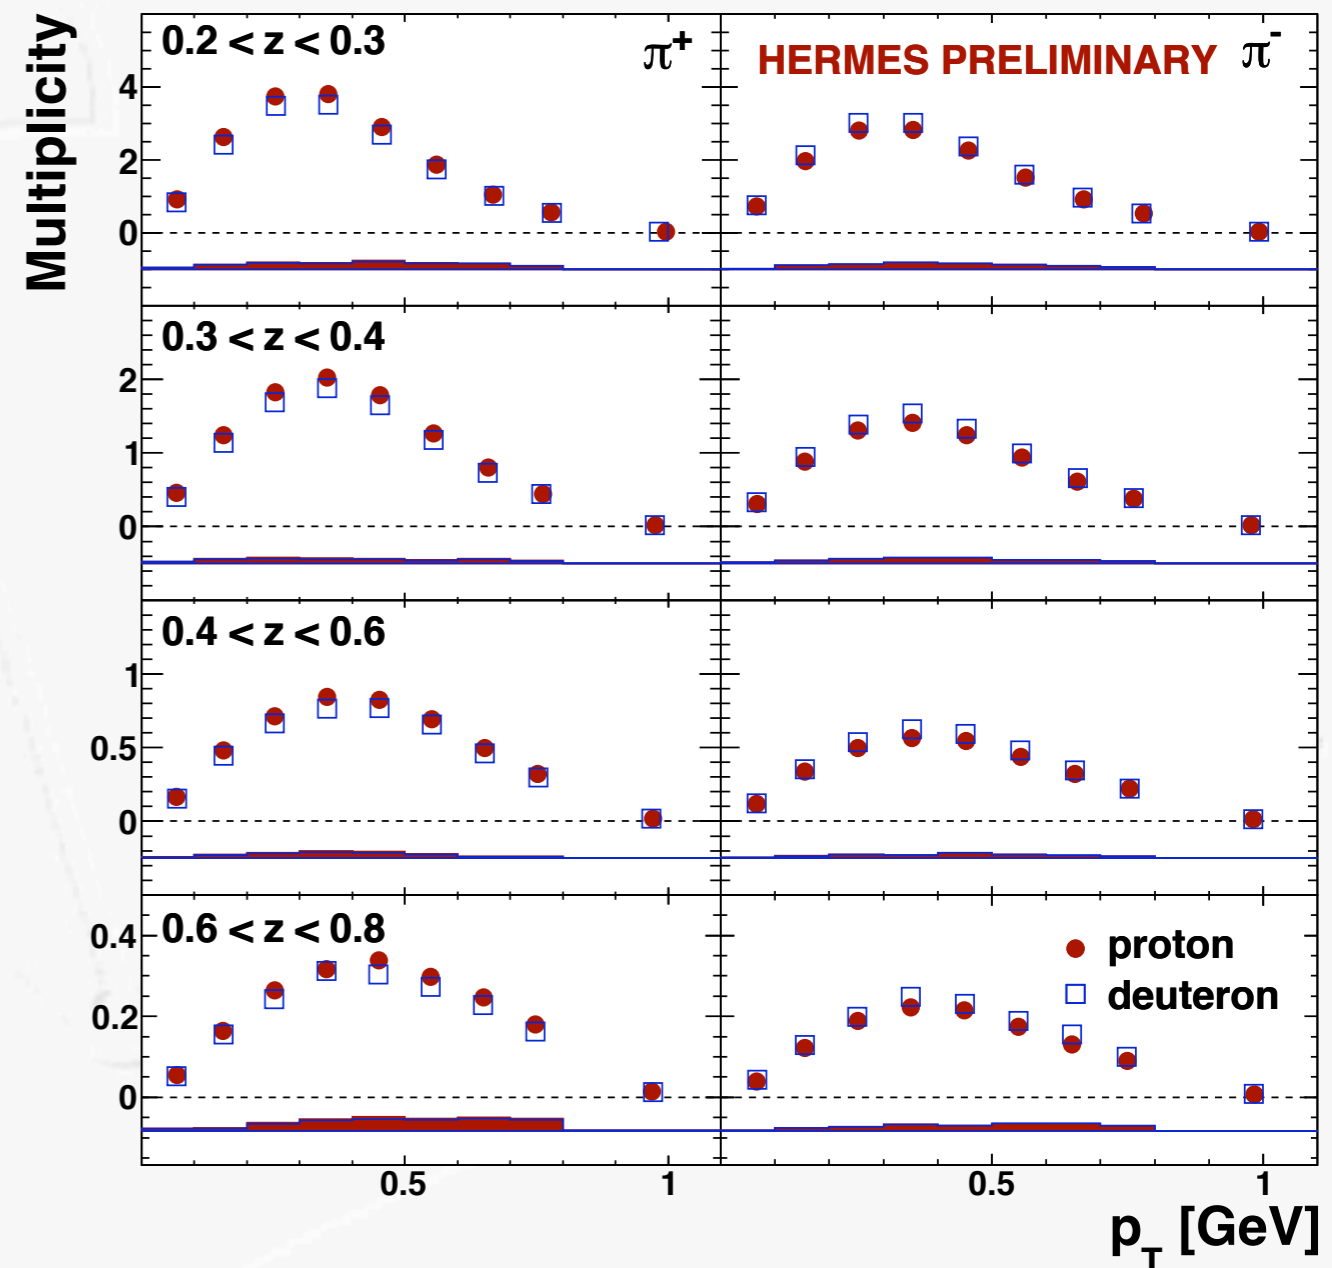 Multiplicity
0.2 < z < 0.3
π+
HERMES PRELIMINARY π-
4
2
0
0.3 < z < 0.4
2
1
0
0.4 < z < 0.6
1
0.5
0
0.6 < z < 0.8
0.4
0.2
0
proton
deuteron
0.5 1 0.5 1
pT [GeV]